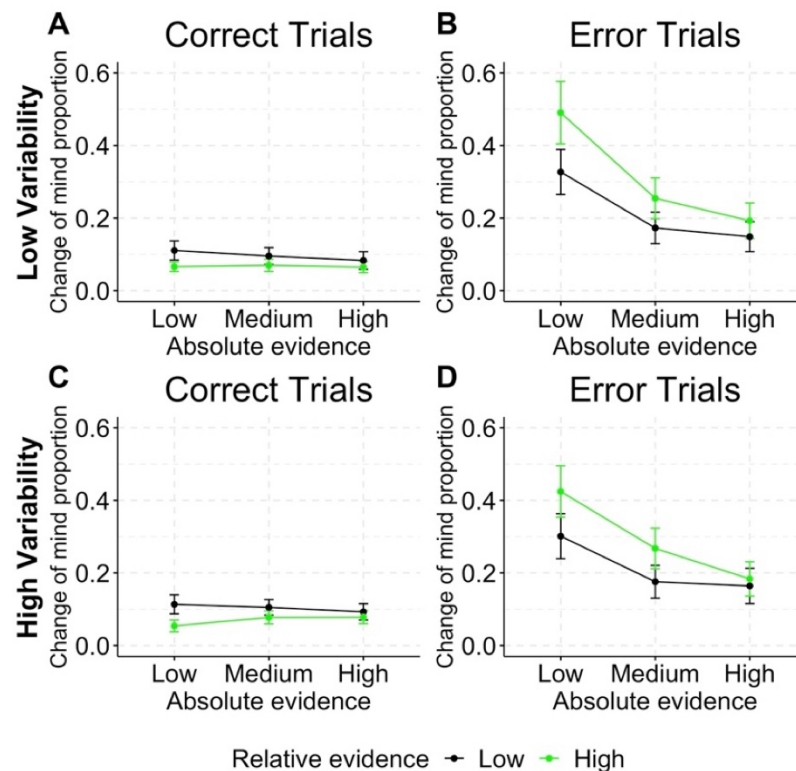 A
Correct Trials
B
Error Trials
Low Variability
Change of mind proportion
0.6
0.4
0.2
0.0
Low Medium High
Absolute evidence
Change of mind proportion
0.6
0.4
0.2
0.0
Low Medium High
Absolute evidence
C
Correct Trials
D
Error Trials
High Variability
Change of mind proportion
0.6
0.4
0.2
0.0
Low Medium High
Absolute evidence
Change of mind proportion
0.6
0.4
0.2
0.0
Low Medium High
Absolute evidence
Relative evidence Low High